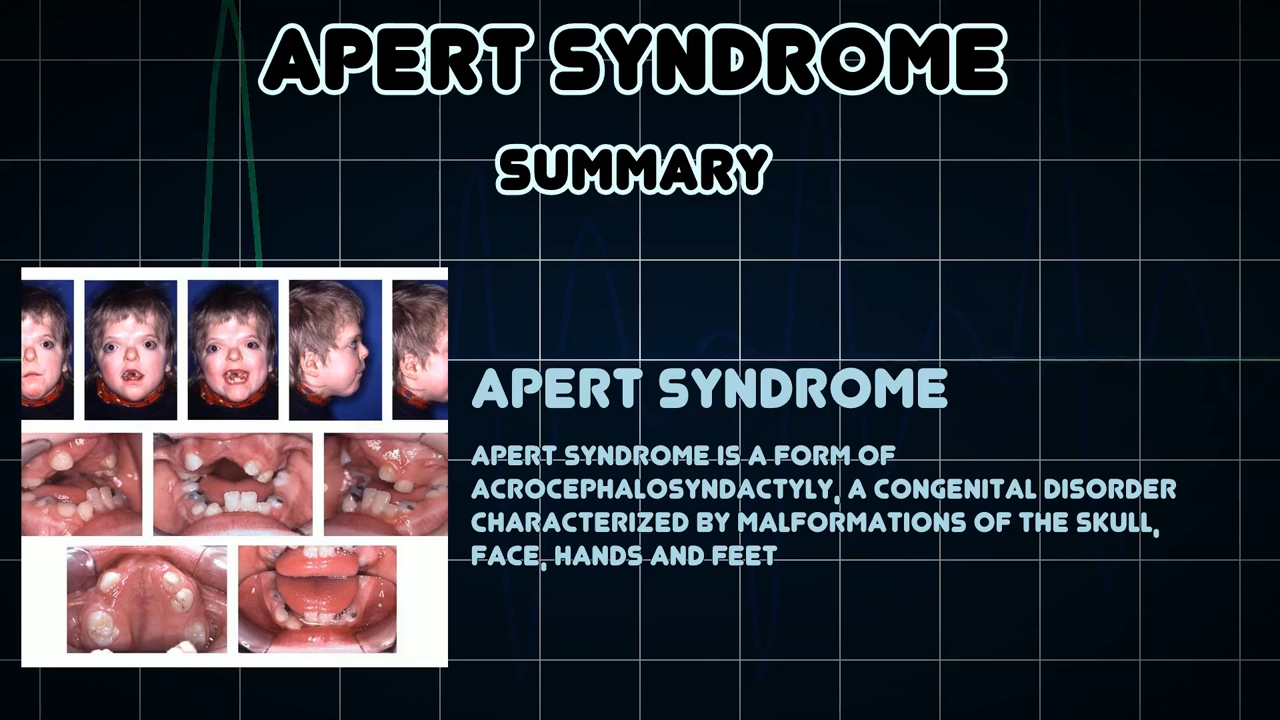 APERT SYNDROME
SUMMARY
APERT SYNDROME
APERT SYNDROME IS A FORM OF
ACROCEPHALOSYNDACTYLY, A CONGENITAL DISORDER
CHARACTERIZED BY MALFORMATIONS OF THE SKULL,
FACE, HANDS AND FEET